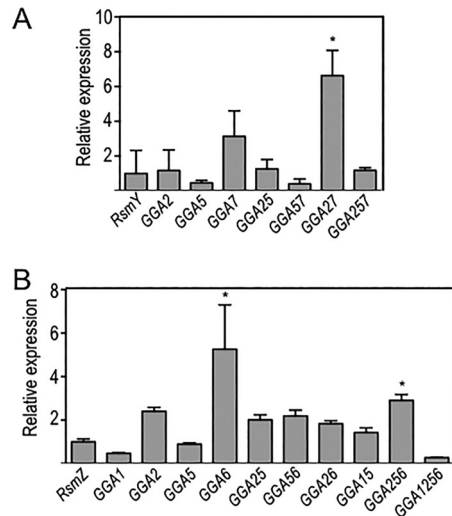 A
Relative expression
10
8
6
4
2
*
RsmY GGA2 GGA5 GGA7 GGA25 GGA57 GGA27 GGA257
B
Relative expression
8
6
4
2
*
*
RsmZ GGA1 GGA2 GGA5 GGA6 GGA25 GGA56 GGA26 GGA15 GGA256 GGA1256